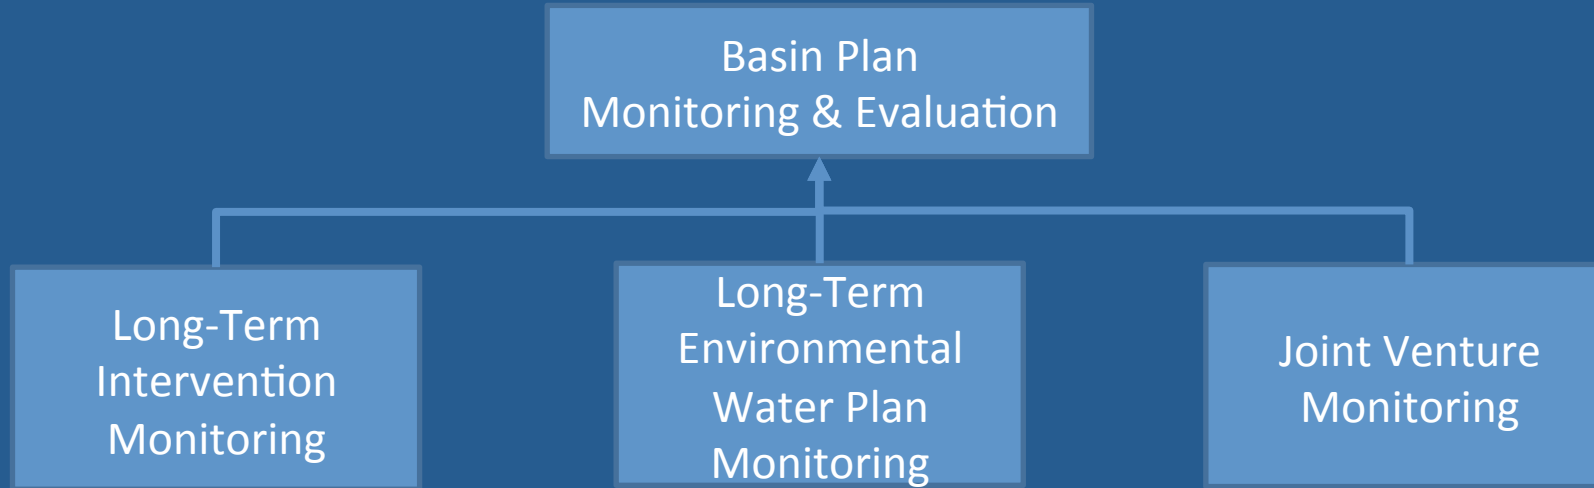 Basin Plan
Monitoring & Evaluation
Long-Term
Intervention
Monitoring
Long-Term
Environmental
Water Plan
Monitoring
Joint Venture
Monitoring